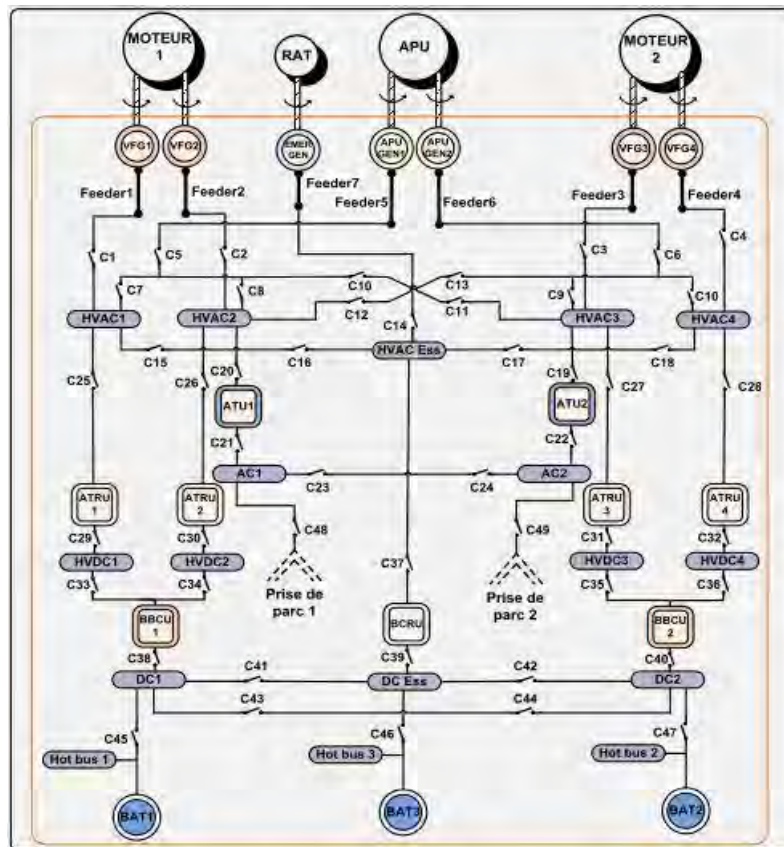 MOTEUR
1
RAT
APU
MOTEUR
2
VFG1
VFG2
EMER
GEN
APU
GEN1
APU
GEN2
VFG3
VFG4
Feeder1
Feeder2
Feeder7
Feeder5
Feeder6
Feeder3
Feeder4
C1
C5
C2
C3
C6
C4
C7
C8
C10
C13
C9
C10
C12
C11
HVAC1
HVAC2
C14
HVAC3
HVAC4
HVAC Ess
C15
C16
C17
C18
C25
C26
C20
C19
C27
C28
ATU1
ATU2
C21
C22
AC1
C23
C24
AC2
ATRU
1
ATRU
2
C48
C49
ATRU
3
ATRU
4
C29
C30
C31
C32
HVDC1
HVDC2
C37
HVDC3
HVDC4
C33
C34
C35
C36
Prise de
parc 1
Prise de
parc 2
BBCU
1
BCRU
BBCU
2
C38
C39
C40
C41
C42
DC1
DC Ess
DC2
C43
C44
C45
C46
C47
Hot bus 1
Hot bus 3
Hot bus 2
BAT1
BAT3
BAT2